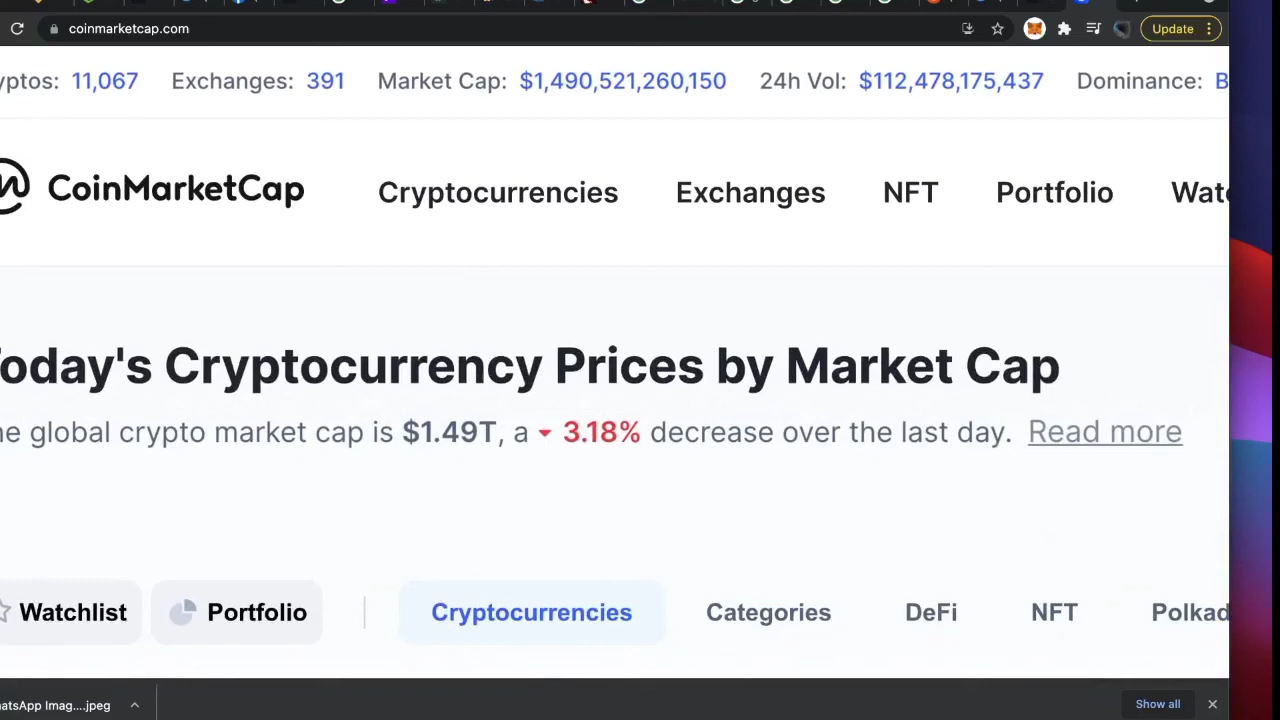 coinmarketcap.com
Update
yptos: 11,067 Exchanges: 391 Market Cap: $1,490,521,260,150 24h Vol: $112,478,175,437 Dominance: B
CoinMarketCap Cryptocurrencies Exchanges NFT Portfolio Watc
oday's Cryptocurrency Prices by Market Cap
he global crypto market cap is $1.49T, a 3.18% decrease over the last day. Read more
Watchlist Portfolio Cryptocurrencies Categories DeFi NFT Polkad
atsApp Imag....jpeg Show all